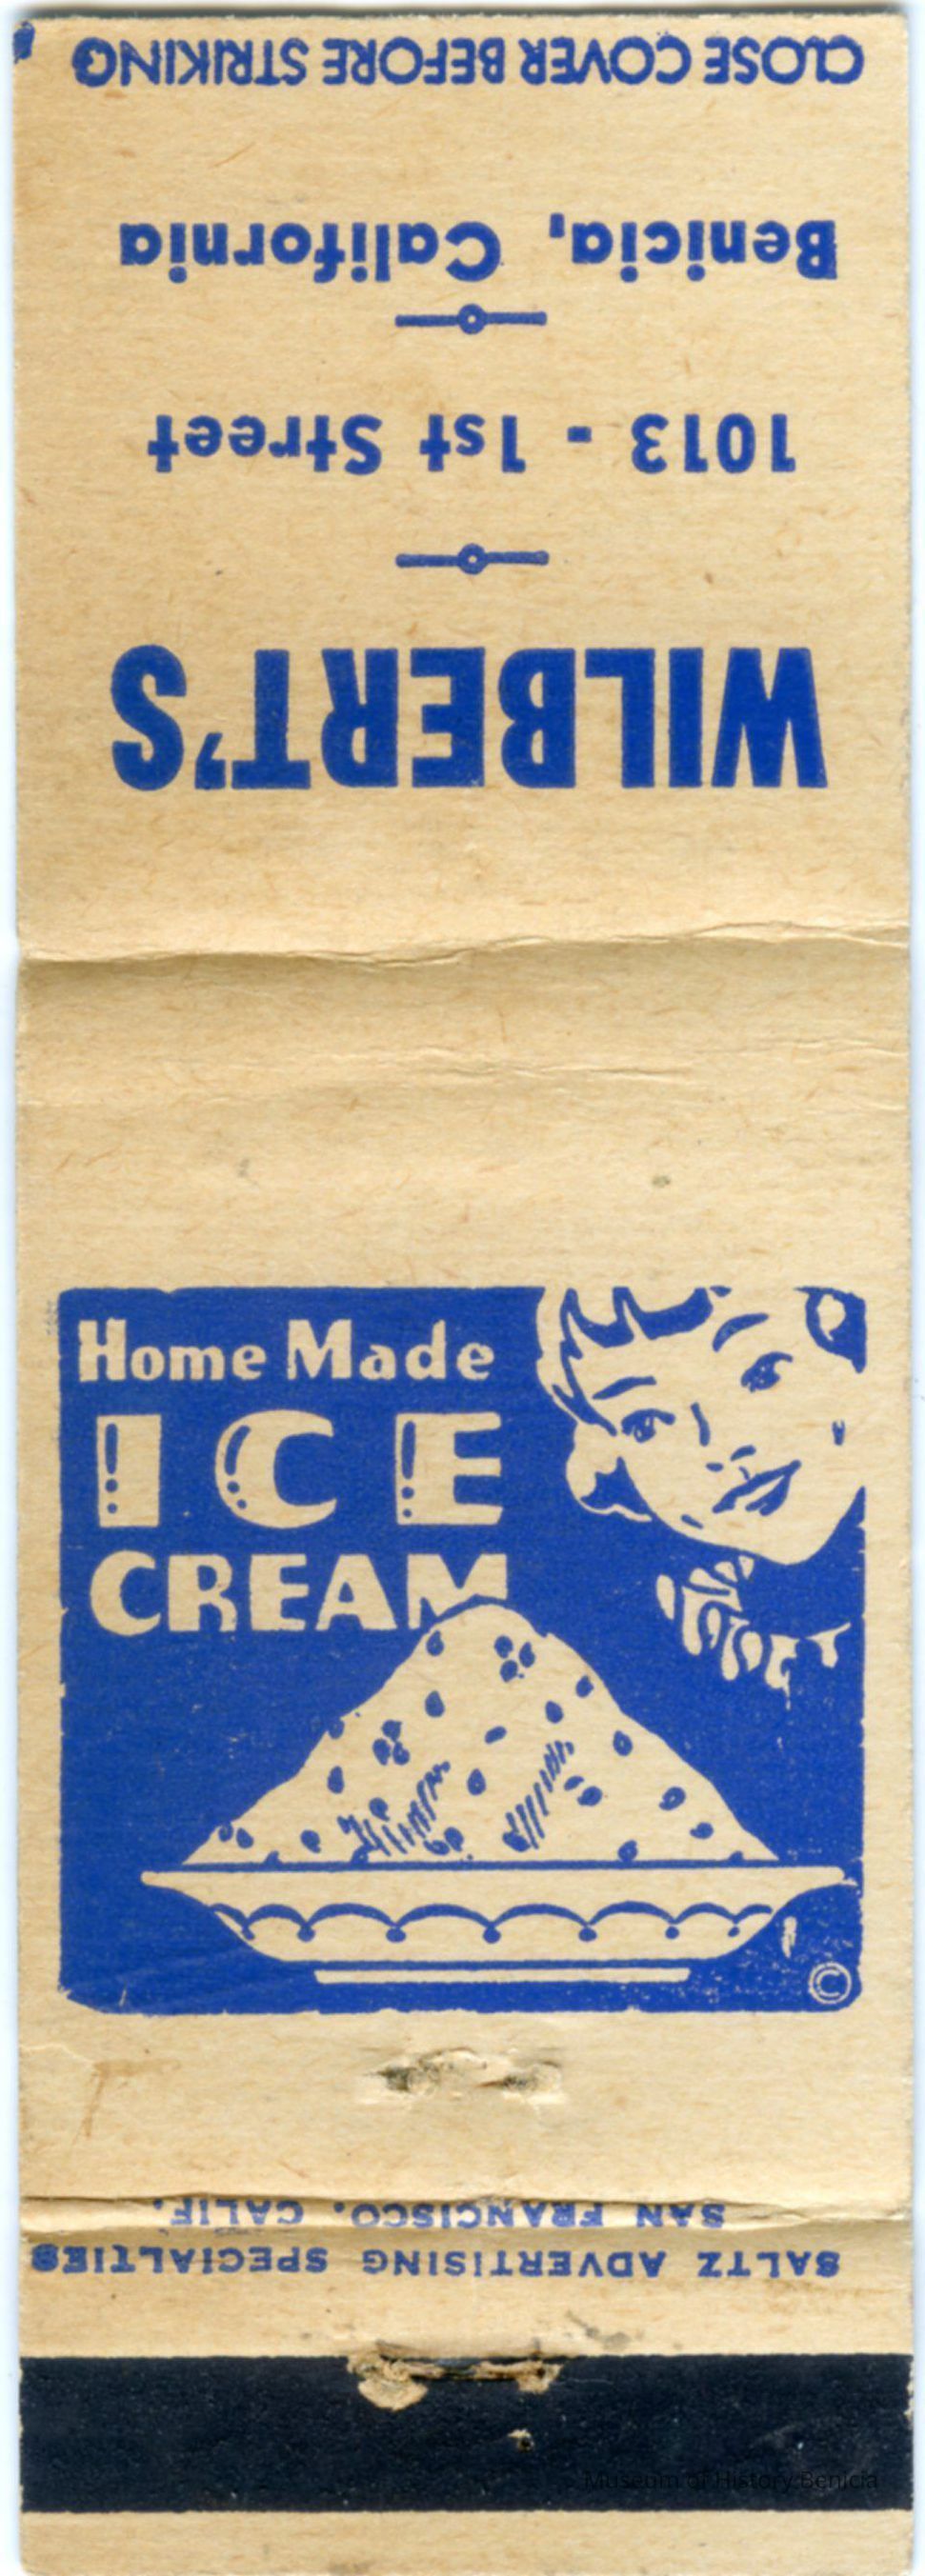 CLOSE COVER BEFORE STRIKING
Benicia, California
1013 - 1st Street
WILBERT'S
Home Made
ICE
CREAM
©
SAN FRANCISCO, CALIF.
SALTZ ADVERTISING SPECIALTIES
Museum of History Benicia